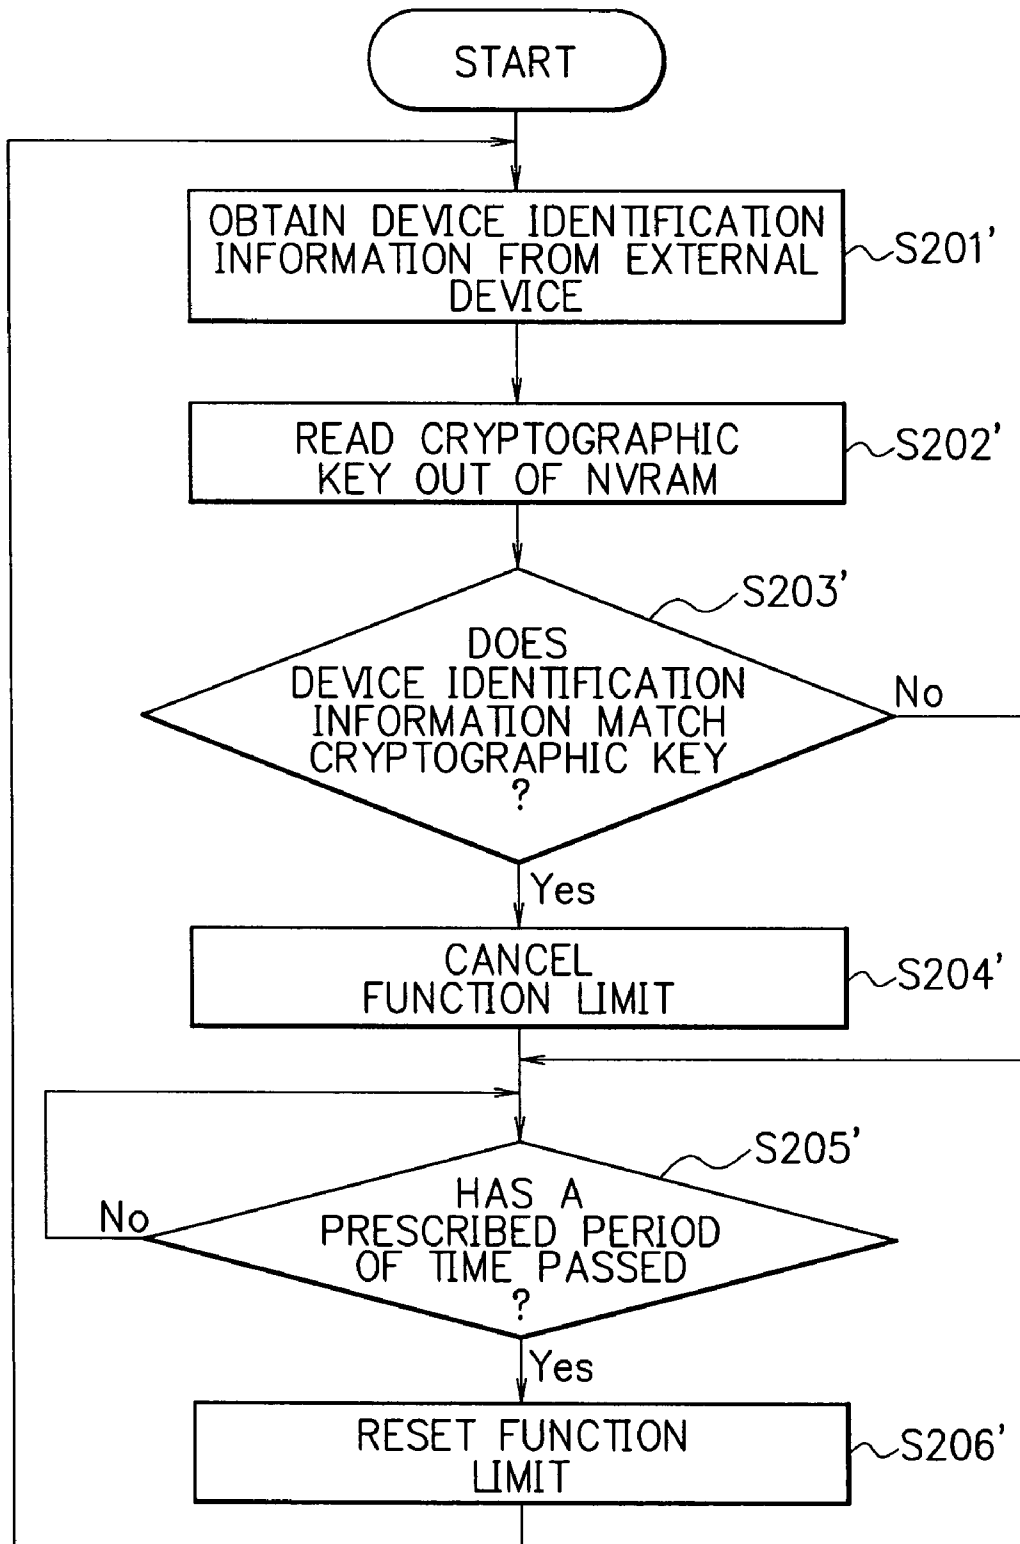 START
OBTAIN DEVICE IDENTIFICATION
INFORMATION FROM EXTERNAL
DEVICE
S201'
READ CRYPTOGRAPHIC
KEY OUT OF NVRAM
S202'
S203'
DOES
DEVICE IDENTIFICATION
INFORMATION MATCH
CRYPTOGRAPHIC KEY
?
No
Yes
CANCEL
FUNCTION LIMIT
S204'
S205'
HAS A
PRESCRIBED PERIOD
OF TIME PASSED
?
No
Yes
RESET FUNCTION
LIMIT
S206'